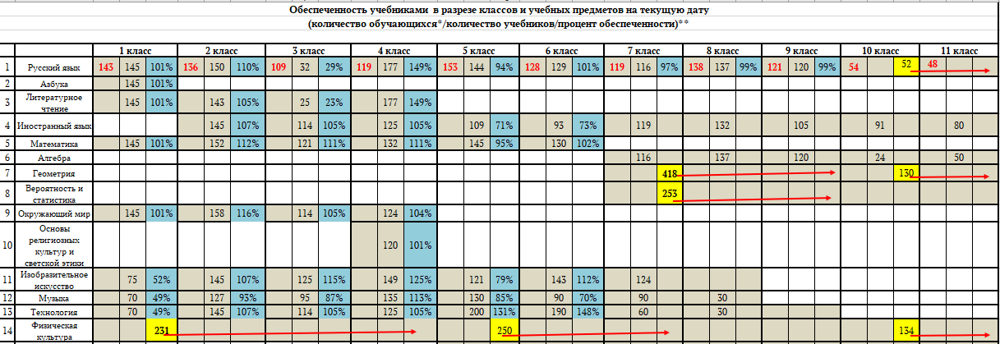 Обеспеченность учебниками в разрезе классов и учебных предметов на текущую дату
(количество обучающихся*/количество учебников/процент обеспеченности)**
1 класс 2 класс 3 класс 4 класс 5 класс 6 класс 7 класс 8 класс 9 класс 10 класс 11 класс
1 Русский язык 143 145 101% 136 150 110% 109 32 29% 119 177 149% 153 144 94% 128 129 101% 119 116 97% 138 137 99% 121 120 99% 54 52 48
2 Азбука 145 101%
3 Литературное чтение 145 101% 143 105% 25 23% 177 149%
4 Иностранный язык 145 107% 114 105% 125 105% 109 71% 93 73% 119 132 105 91 80
5 Математика 145 101% 152 112% 121 111% 132 111% 145 95% 130 102%
6 Алгебра 116 137 120 24 50
7 Геометрия 418 130
8 Вероятность и статистика 253
9 Окружающий мир 145 101% 158 116% 114 105% 124 104%
10 Основы религиозных культур и светской этики 120 101%
11 Изобразительное искусство 75 52% 145 107% 125 115% 149 125% 121 79% 143 112% 124
12 Музыка 70 49% 127 93% 95 87% 135 113% 130 85% 90 70% 90 30
13 Технология 70 49% 145 107% 114 105% 125 105% 200 131% 190 148% 60 30
14 Физическая культура 231 250 134